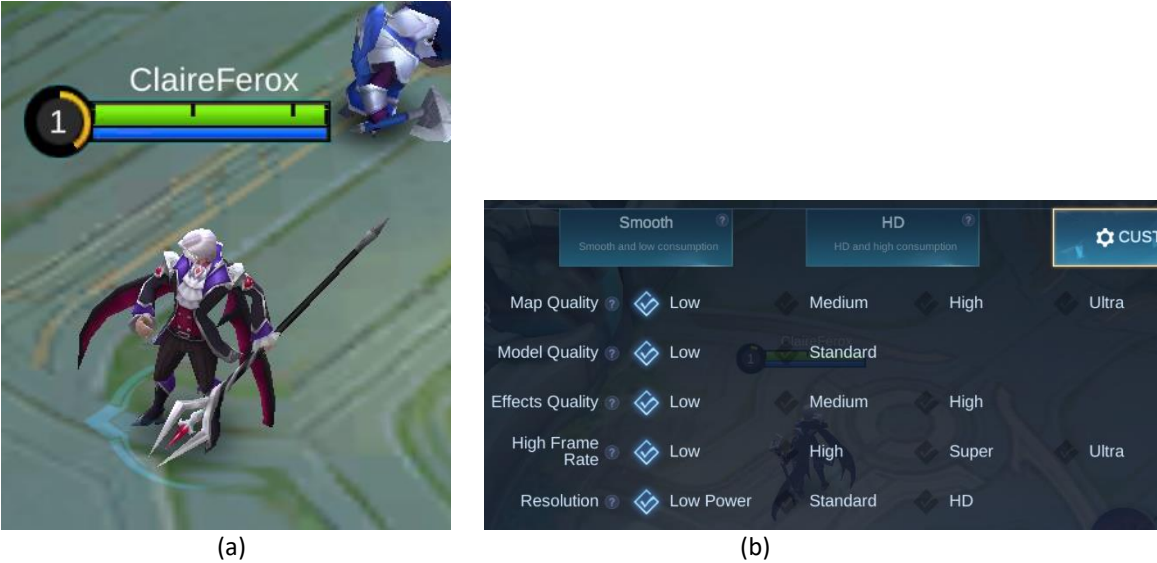 ClaireFerox
1
Smooth ?
Smooth and low consumption
HD ?
HD and high consumption
CUST
Map Quality ? Low Medium High Ultra
Model Quality ? Low Standard
ClaireFerox
1
Effects Quality ? Low Medium High
High Frame
Rate ? Low High Super Ultra
Resolution ? Low Power Standard HD
(a) (b)